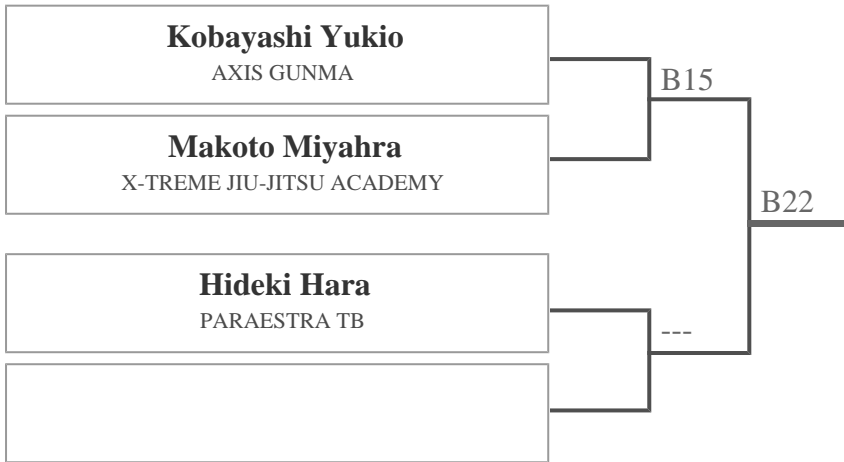 Kobayashi Yukio
AXIS GUNMA
B15
Makoto Miyahra
X-TREME JIU-JITSU ACADEMY
B22
Hideki Hara
PARAESTRA TB
---